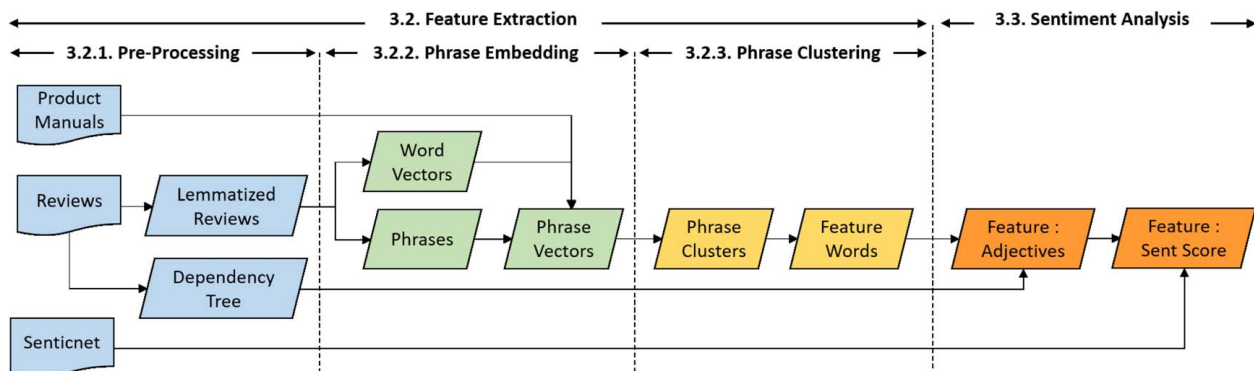 3.2. Feature Extraction
3.3. Sentiment Analysis
3.2.1. Pre-Processing
3.2.2. Phrase Embedding
3.2.3. Phrase Clustering
Product
Manuals
Word
Vectors
Reviews
Lemmatized
Reviews
Phrases
Phrase
Vectors
Phrase
Clusters
Feature
Words
Feature :
Adjectives
Feature :
Sent Score
Dependency
Tree
Senticnet